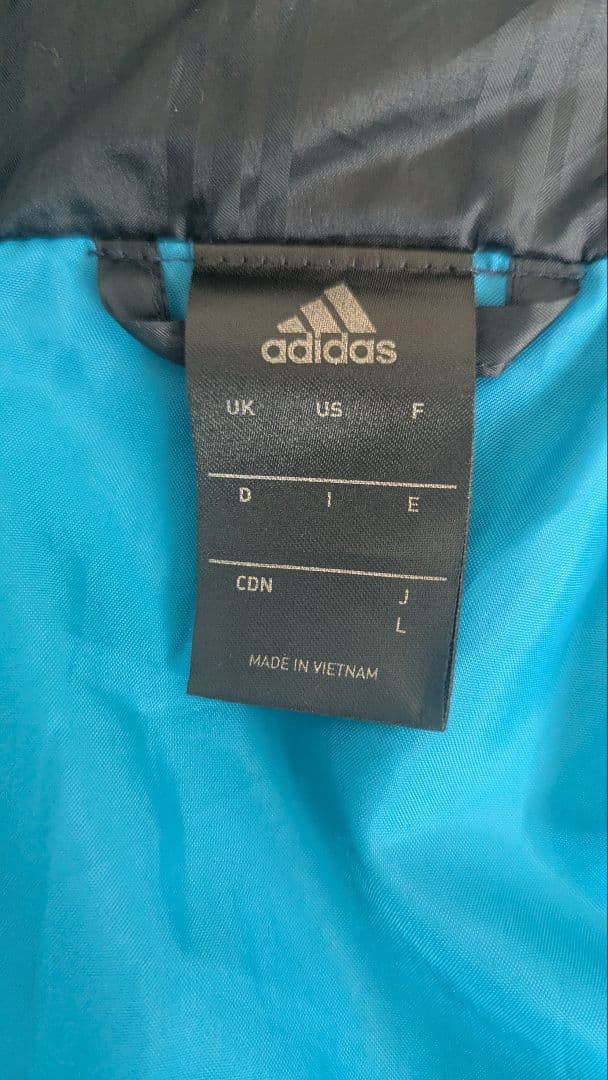 adidas
UK US F
D I E
CDN J
L
MADE IN VIETNAM